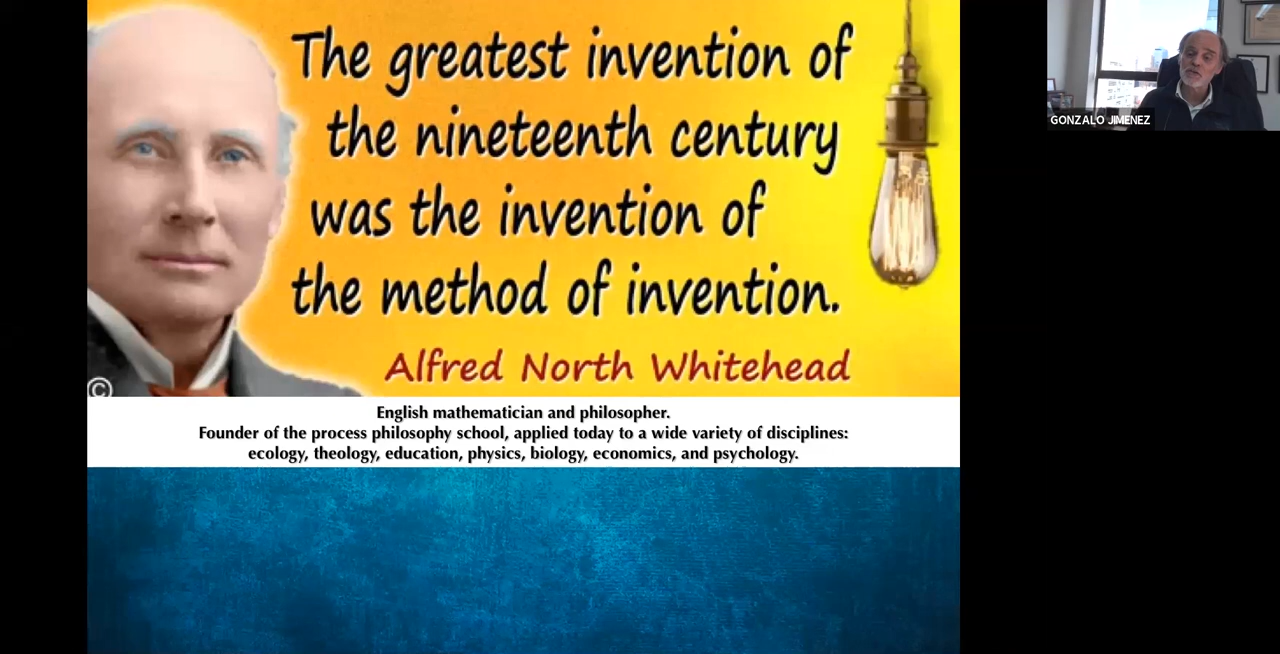 The greatest invention of
the nineteenth century
was the invention of
the method of invention.
Alfred North Whitehead
©
English mathematician and philosopher.
Founder of the process philosophy school, applied today to a wide variety of disciplines:
ecology, theology, education, physics, biology, economics, and psychology.
GONZALO JIMENEZ